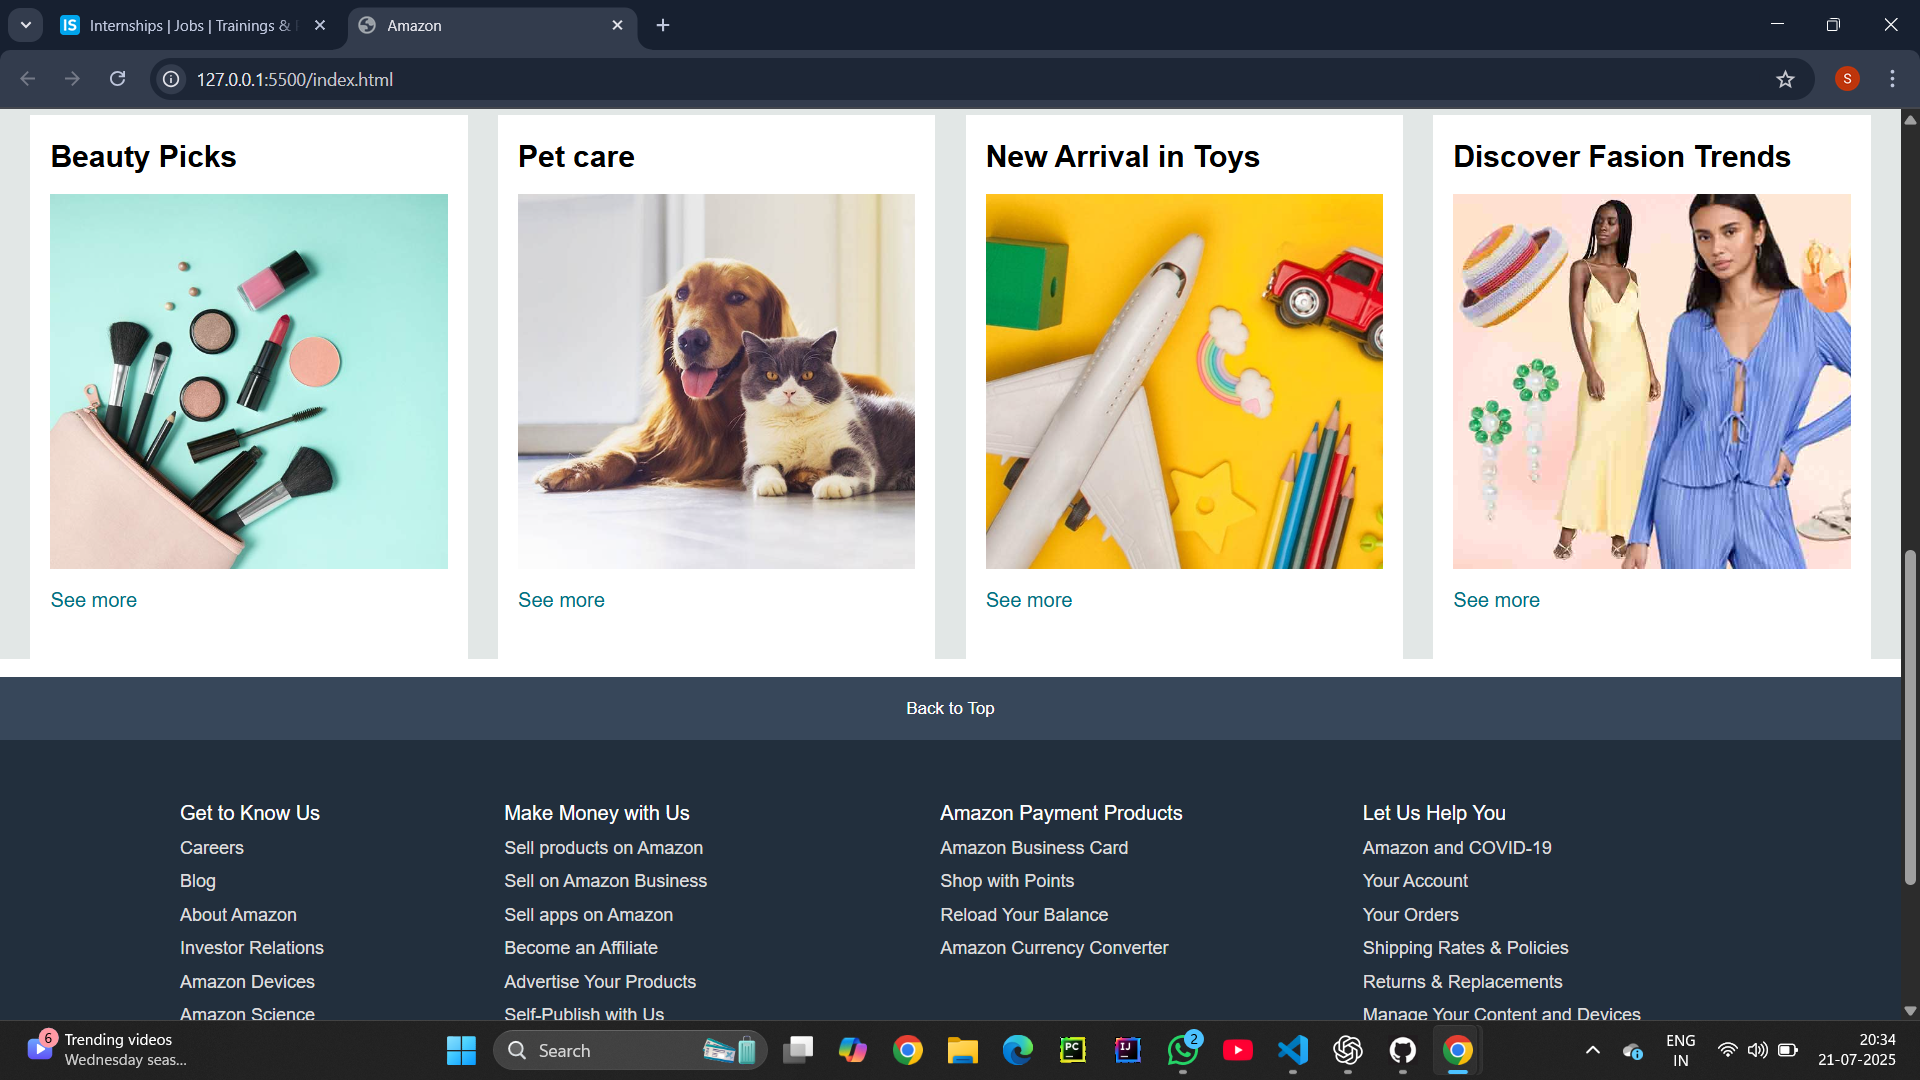 IS Internships | Jobs | Trainings &
Amazon
127.0.0.1:5500/index.html
S
Beauty Picks
Pet care
New Arrival in Toys
Discover Fasion Trends
See more
See more
See more
See more
Back to Top
Get to Know Us
Careers
Blog
About Amazon
Investor Relations
Amazon Devices
Amazon Science
Make Money with Us
Sell products on Amazon
Sell on Amazon Business
Sell apps on Amazon
Become an Affiliate
Advertise Your Products
Self-Publish with Us
Amazon Payment Products
Amazon Business Card
Shop with Points
Reload Your Balance
Amazon Currency Converter
Let Us Help You
Amazon and COVID-19
Your Account
Your Orders
Shipping Rates & Policies
Returns & Replacements
Manage Your Content and Devices
6
Trending videos
Wednesday seas...
Search
PC
IJ
2
ENG
IN
20:34
21-07-2025